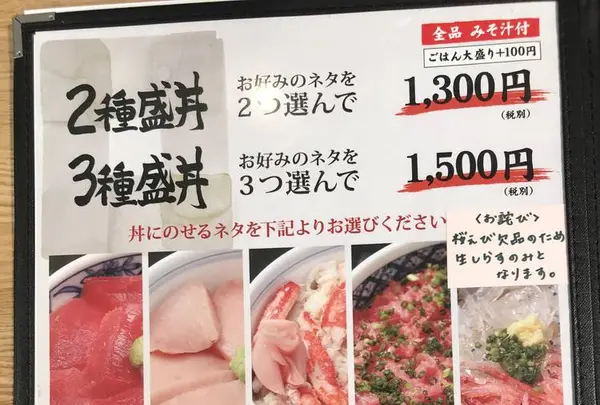 全品 みそ汁付
ごはん大盛り+100円
2種盛丼 お好みのネタを
2つ選んで 1,300円
(税別)
3種盛丼 お好みのネタを
3つ選んで 1,500円
(税別)
丼にのせるネタを下記よりお選びください
〈お詫び〉
桜えび欠品のため
生しらすのみと
なります。